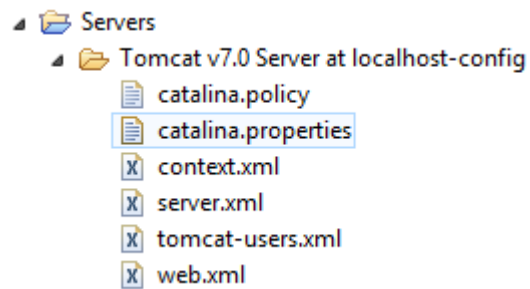 Servers
Tomcat v7.0 Server at localhost-config
catalina.policy
catalina.properties
context.xml
server.xml
tomcat-users.xml
web.xml